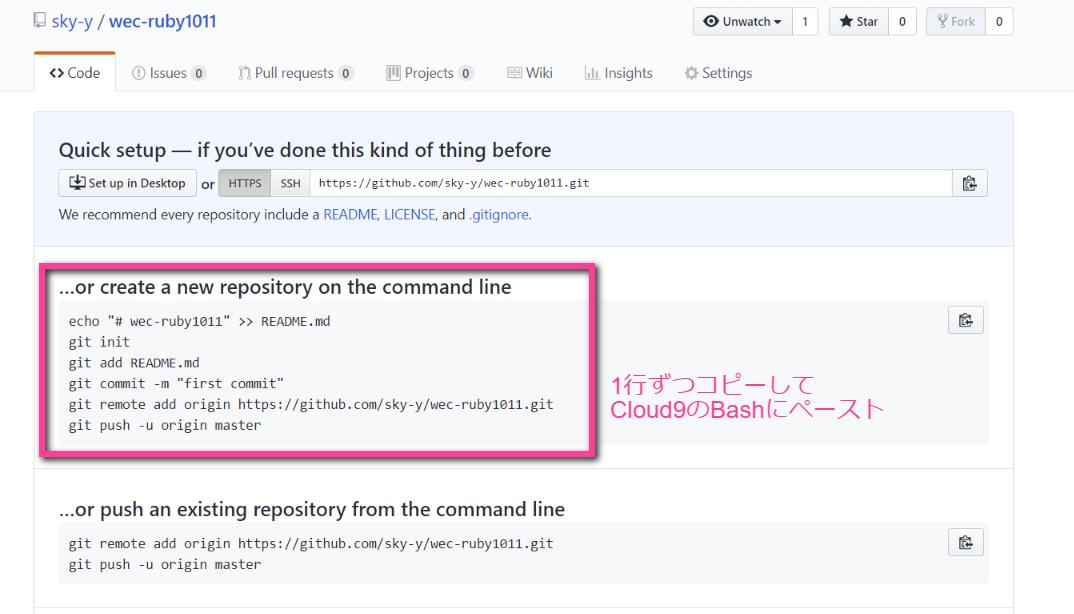 sky-y / wec-ruby1011
Unwatch 1 Star 0 Fork 0
Code Issues 0 Pull requests 0 Projects 0 Wiki Insights Settings
Quick setup — if you’ve done this kind of thing before
Set up in Desktop or HTTPS SSH https://github.com/sky-y/wec-ruby1011.git
We recommend every repository include a README, LICENSE, and .gitignore.
…or create a new repository on the command line
echo "# wec-ruby1011" >> README.md
git init
git add README.md
git commit -m "first commit"
git remote add origin https://github.com/sky-y/wec-ruby1011.git
git push -u origin master
1行ずつコピーして
Cloud9のBashにペースト
…or push an existing repository from the command line
git remote add origin https://github.com/sky-y/wec-ruby1011.git
git push -u origin master